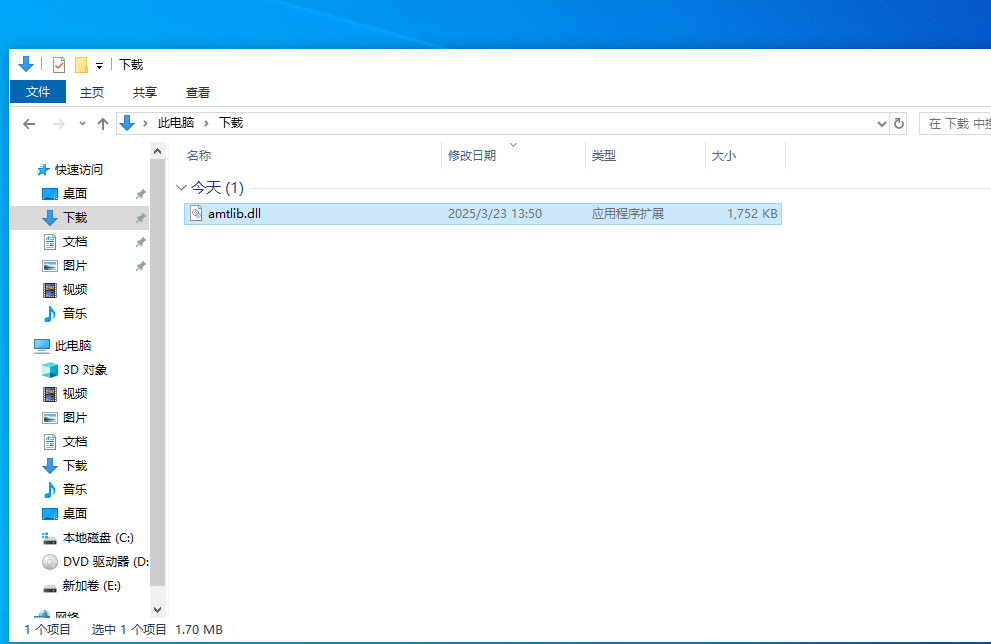 下载
文件 主页 共享 查看
此电脑 下载
在 下载 中
名称 修改日期 类型 大小
今天 (1)
amtlib.dll 2025/3/23 13:50 应用程序扩展 1,752 KB
快速访问
桌面
下载
文档
图片
视频
音乐
此电脑
3D 对象
视频
图片
文档
下载
音乐
桌面
本地磁盘 (C:)
DVD 驱动器 (D:
新加卷 (E:)
网络
1 个项目 选中 1 个项目 1.70 MB